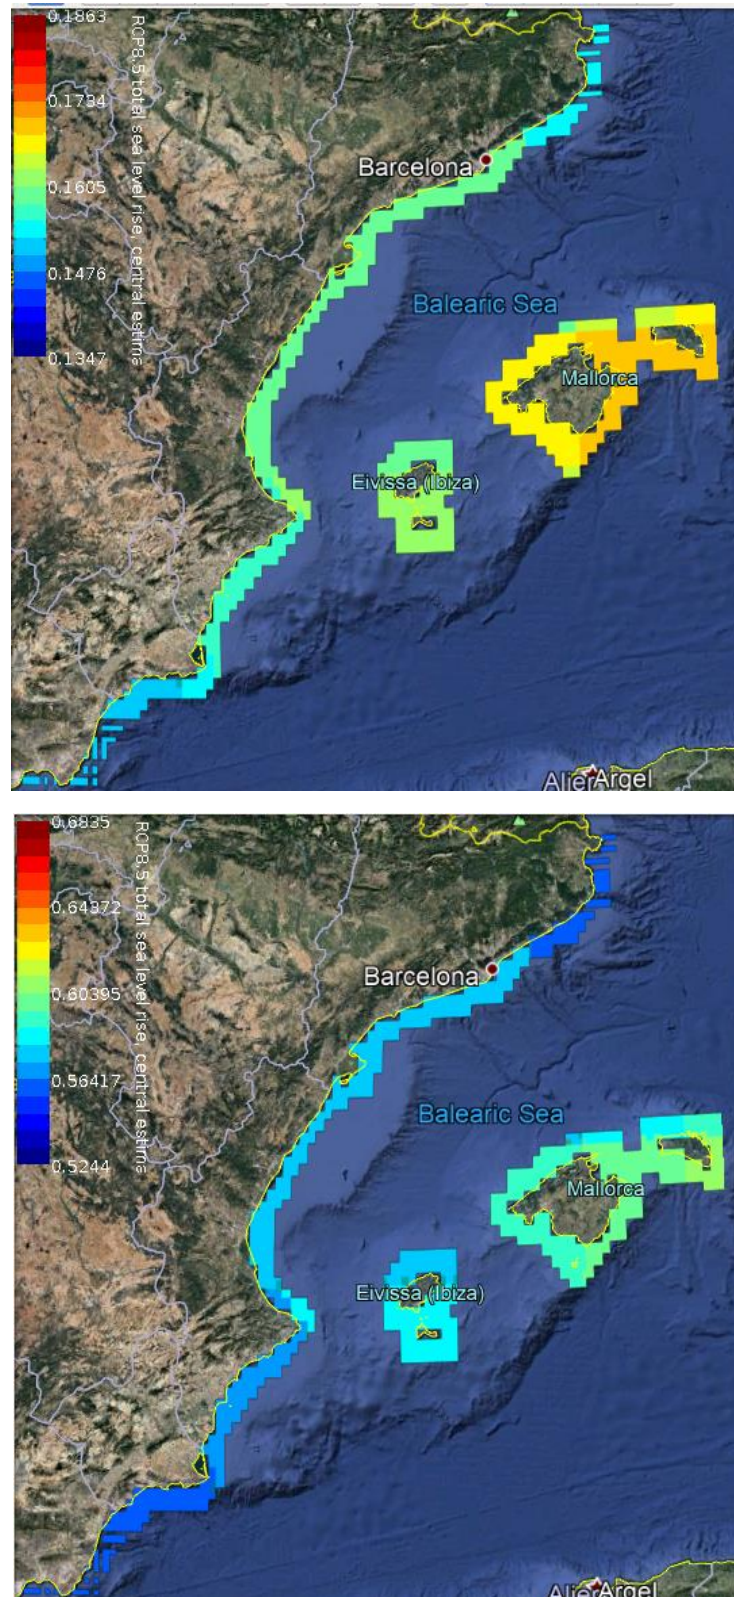 0.1863
0.1734
0.1605
0.1476
0.1347
RCP8.5 total sea level rise, central estima
Barcelona
Balearic Sea
Mallorca
Eivissa (Ibiza)
Alier
Argel
0.6835
0.64372
0.60395
0.56417
0.5244
RCP8.5 total sea level rise, central estima
Barcelona
Balearic Sea
Mallorca
Eivissa (Ibiza)
Alier
Argel